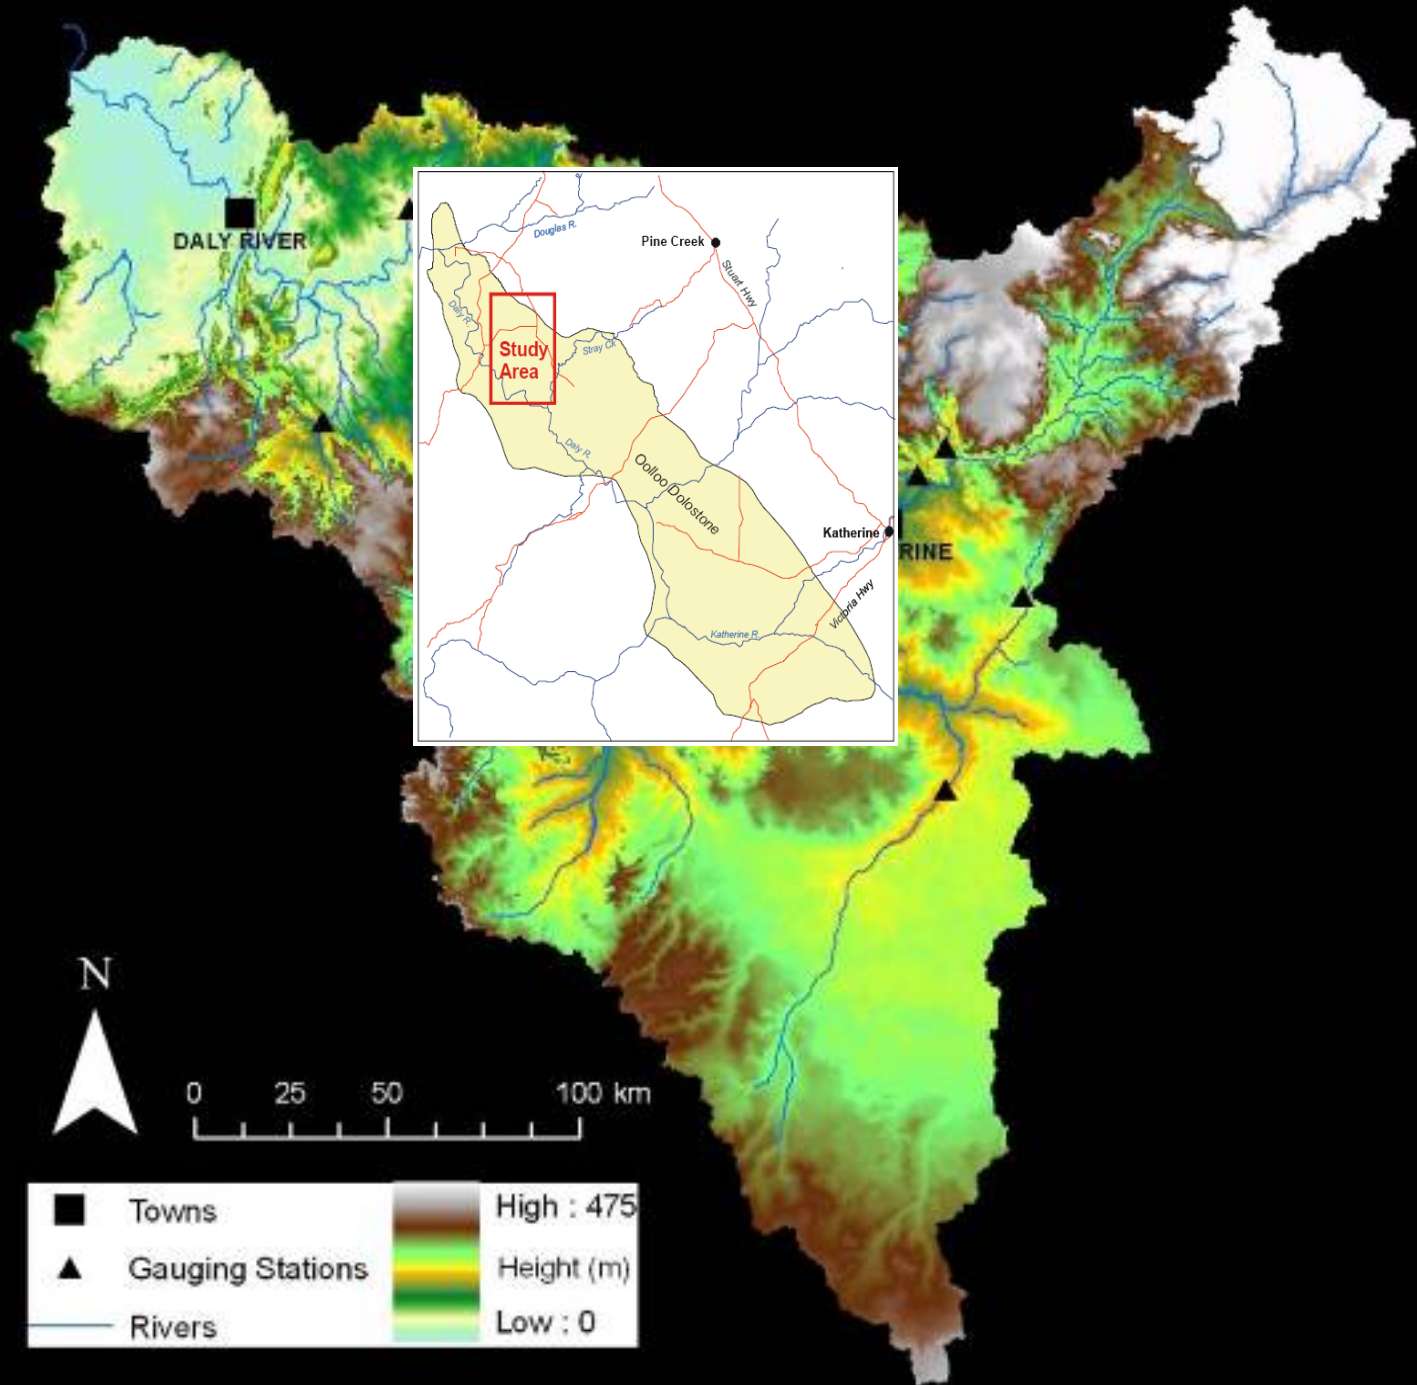 DALY RIVER
Douglas R.
Pine Creek
Stuart Hwy
Daly R.
Study
Area
Stray Ck
Daly R.
Oolloo Dolostone
Katherine
RINE
Victoria Hwy
Katherine R.
N
0 25 50 100 km
Towns
High : 475
Gauging Stations
Height (m)
Rivers
Low : 0